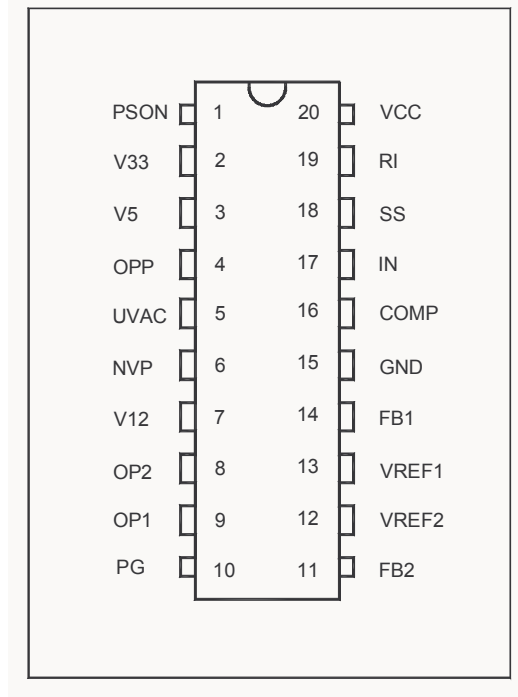 PSON 1 20 VCC
V33 2 19 RI
V5 3 18 SS
OPP 4 17 IN
UVAC 5 16 COMP
NVP 6 15 GND
V12 7 14 FB1
OP2 8 13 VREF1
OP1 9 12 VREF2
PG 10 11 FB2